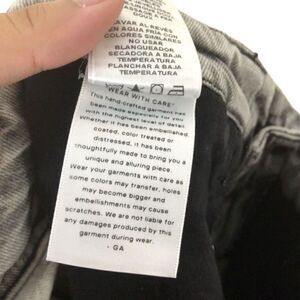 LAVAR AL REVÉS
EN AGUA FRÍA CON
COLORES SIMILARES
NO USAR
BLANQUEADOR
SECADORA A BAJA
TEMPERATURA
PLANCHAR A BAJA
TEMPERATURA
"WEAR WITH CARE"
This hand-crafted garment has
been made especially for you
with the highest level of detail.
Whether it has been embellished,
coated, color treated or
distressed, it has been
thoughtfully made to bring you a
unique and alluring piece.
Wear your garments with care as
some colors may transfer, holes
may become bigger and
embellishments may cause
scratches. We are not liable for
any damages produced by this
garment during wear.
- GA